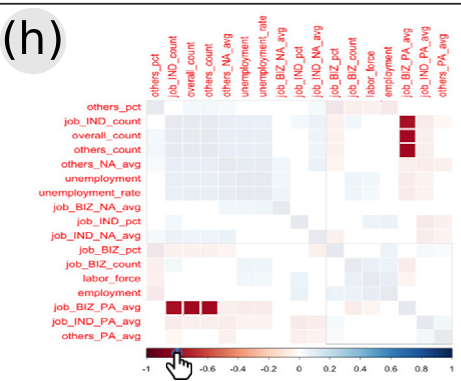 (h)
others_pct
job_IND_count
overall_count
others_count
others_NA_avg
unemployment
unemployment_rate
job_BIZ_NA_avg
job_IND_pct
job_IND_NA_avg
job_BIZ_pct
job_BIZ_count
labor_force
employment
job_BIZ_PA_avg
job_IND_PA_avg
others_PA_avg
others_pct
job_IND_count
overall_count
others_count
others_NA_avg
unemployment
unemployment_rate
job_BIZ_NA_avg
job_IND_pct
job_IND_NA_avg
job_BIZ_pct
job_BIZ_count
labor_force
employment
job_BIZ_PA_avg
job_IND_PA_avg
others_PA_avg
-1 -0.6 -0.4 -0.2 0 0.2 0.4 0.6 0.8 1